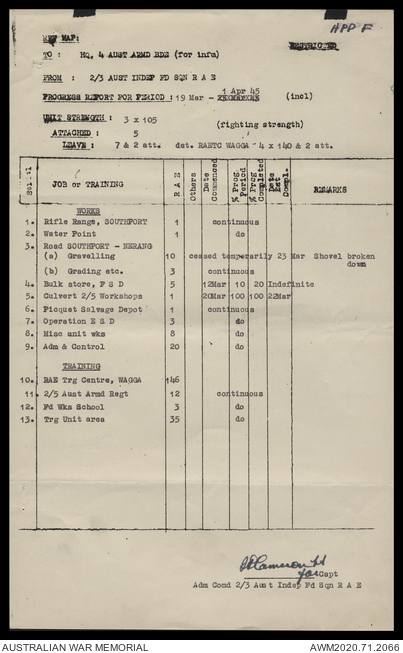 REF MAP:
APP F
TO : HQ, 4 AUST ARMD BDE (for infm)
RESTRICTED
FROM : 2/3 AUST INDEP FD SQN R A E
1 Apr 45
PROGRESS REPORT FOR PERIOD : 19 Mar - (incl)
UNIT STRENGTH : 3 x 105 (fighting strength)
ATTACHED : 5
LEAVE : 7 & 2 att. det. RAETC WAGGA - 4 x 140 & 2 att.
Serial JOB or TRAINING R A E Others Date Commenced % Prog Period % Prog Completed Date Est Compl. REMARKS
WORKS
1. Rifle Range, SOUTHPORT 1 continuous
2. Water Point 1 do
3. Road SOUTHPORT - NERANG
(a) Gravelling 10 ceased temperarily 23 Mar Shovel broken down
(b) Grading etc. 3 continuous
4. Bulk store, F S D 5 12Mar 10 20 Indefinite
5. Culvert 2/5 Workshops 1 20Mar 100 100 22Mar
6. Picquet Salvage Depot 1 continuous
7. Operation E S D 3 do
8. Misc unit wks 8 do
9. Adm & Control 20 do
TRAINING
10. RAE Trg Centre, WAGGA 146
11. 2/5 Aust Armd Regt 12 continuous
12. Fd Wks School 3 do
13. Trg Unit area 35 do
Cameron Lt
for Capt
Adm Comd 2/3 Aust Indep Fd Sqn R A E
AUSTRALIAN WAR MEMORIAL AWM2020.71.2066